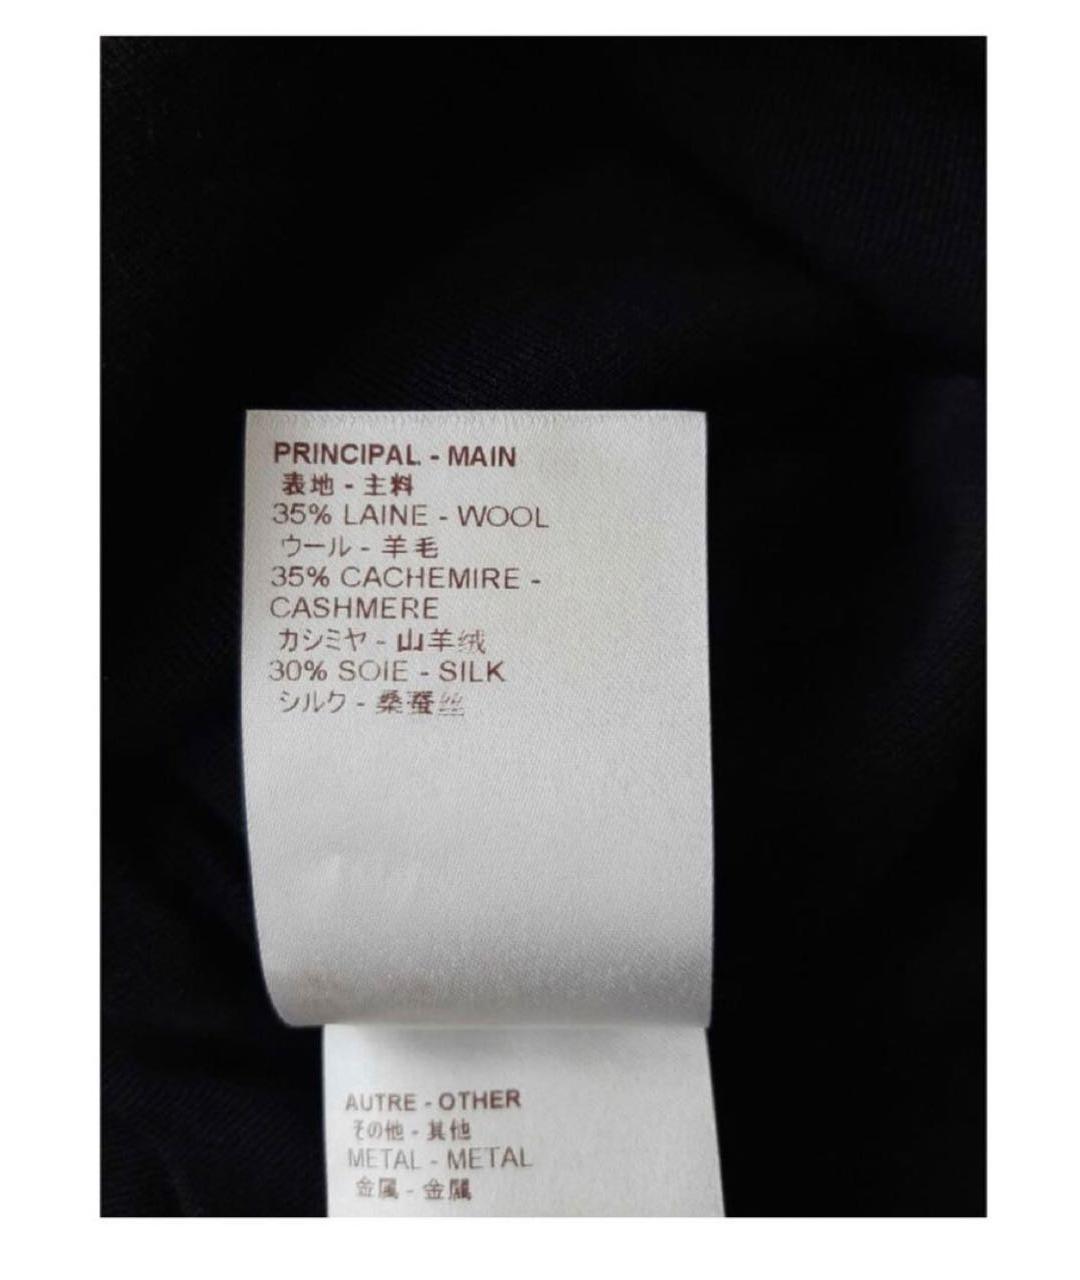 PRINCIPAL - MAIN
表地 - 主料
35% LAINE - WOOL
ウール - 羊毛
35% CACHEMIRE -
CASHMERE
カシミヤ - 山羊绒
30% SOIE - SILK
シルク - 桑蚕丝
AUTRE - OTHER
その他 - 其他
METAL - METAL
金属 - 金属